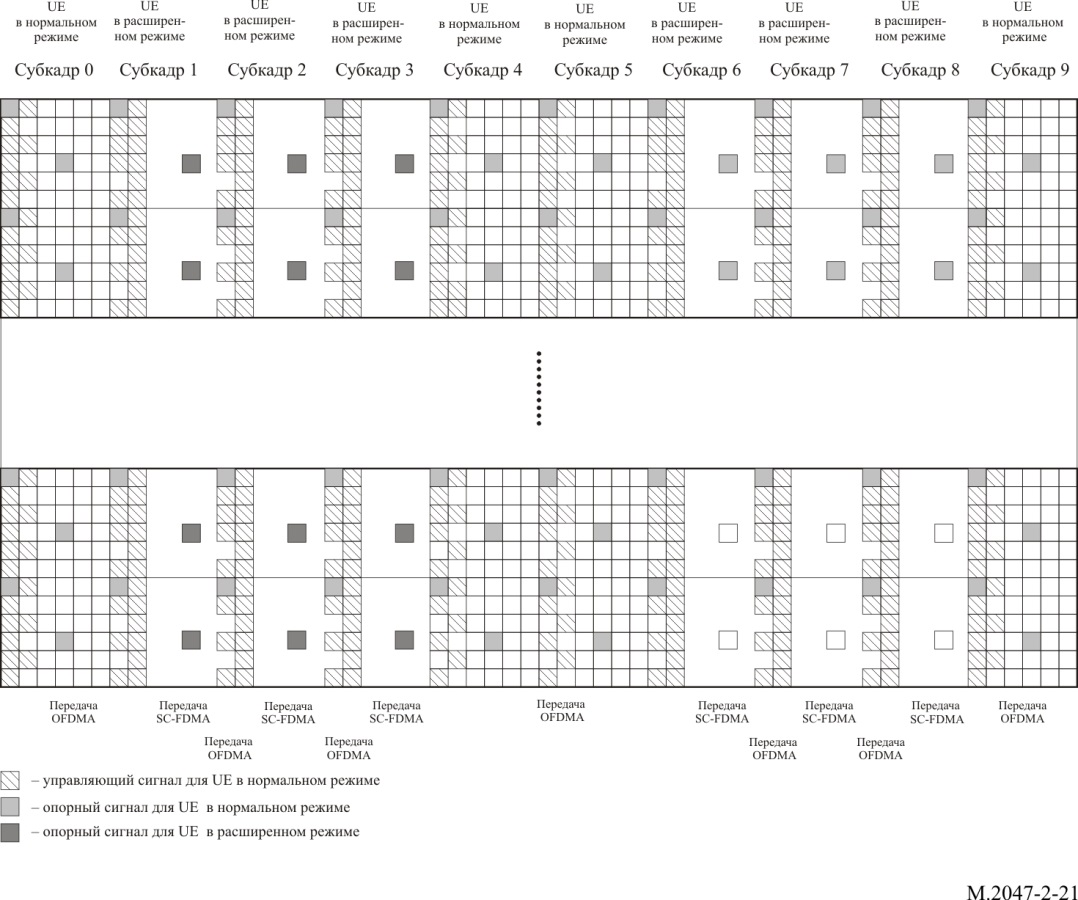 UE
в нормальном
режиме
UE
в расширен-
ном режиме
UE
в расширен-
ном режиме
UE
в расширен-
ном режиме
UE
в нормальном
режиме
UE
в нормальном
режиме
UE
в расширен-
ном режиме
UE
в расширен-
ном режиме
UE
в расширен-
ном режиме
UE
в нормальном
режиме
Субкадр 0
Субкадр 1
Субкадр 2
Субкадр 3
Субкадр 4
Субкадр 5
Субкадр 6
Субкадр 7
Субкадр 8
Субкадр 9
Передача
OFDMA
Передача
SC-FDMA
Передача
SC-FDMA
Передача
SC-FDMA
Передача
OFDMA
Передача
SC-FDMA
Передача
SC-FDMA
Передача
SC-FDMA
Передача
OFDMA
Передача
OFDMA
Передача
OFDMA
Передача
OFDMA
Передача
OFDMA
– управляющий сигнал для UE в нормальном режиме
– опорный сигнал для UE в нормальном режиме
– опорный сигнал для UE в расширенном режиме
M.2047-2-21